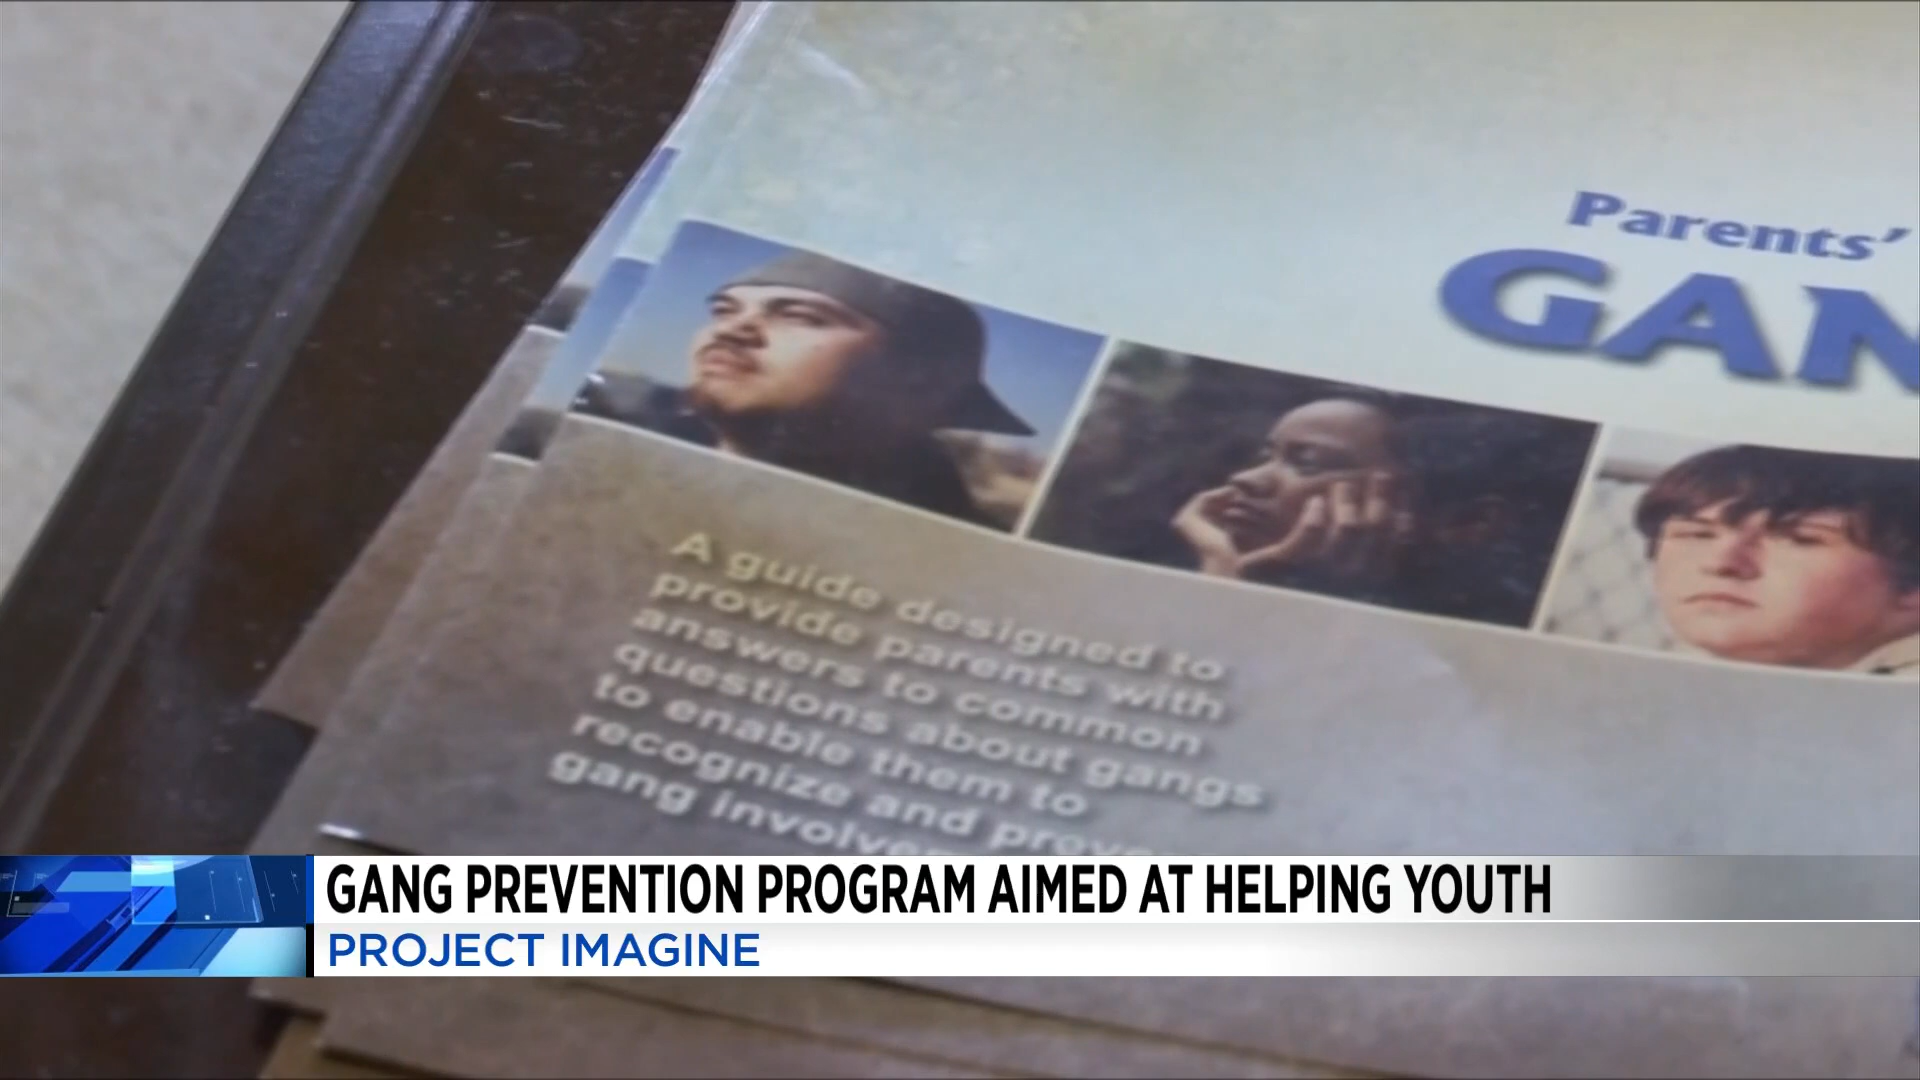 Parents'
A guide designed to
provide parents with
answers to common
questions about gangs
to enable them to
recognize and
gang
GANG PREVENTION PROGRAM AIMED AT HELPING YOUTH
PROJECT IMAGINE